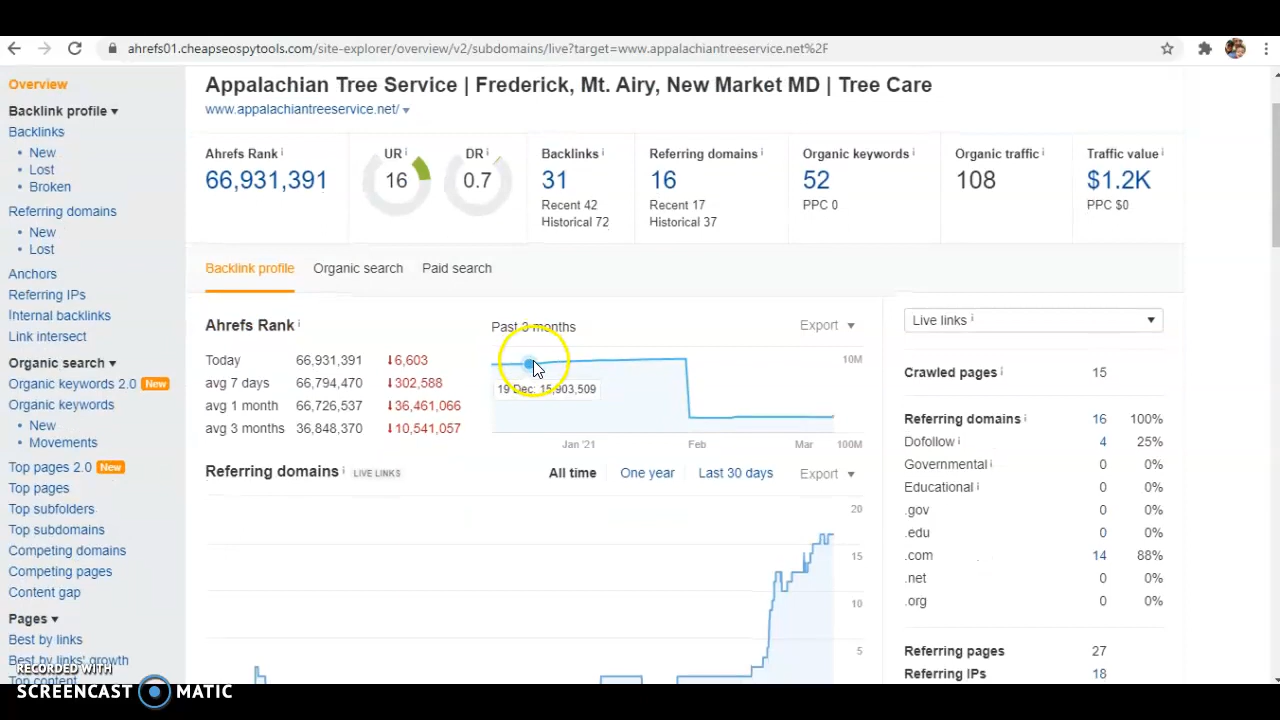 ahrefs01.cheapseospytools.com/site-explorer/overview/v2/subdomains/live?target=www.appalachiantreeservice.net%2F
Overview
Backlink profile
Backlinks
New
Lost
Broken
Referring domains
New
Lost
Anchors
Referring IPs
Internal backlinks
Link intersect
Organic search
Organic keywords 2.0 New
Organic keywords
New
Movements
Top pages 2.0 New
Top pages
Top subfolders
Top subdomains
Competing domains
Competing pages
Content gap
Pages
Best by links
Best by links' growth
Top content
Appalachian Tree Service | Frederick, Mt. Airy, New Market MD | Tree Care
www.appalachiantreeservice.net/
Ahrefs Rank i
66,931,391
UR i
16
DR i
0.7
Backlinks i
31
Recent 42
Historical 72
Referring domains i
16
Recent 17
Historical 37
Organic keywords i
52
PPC 0
Organic traffic i
108
Traffic value i
$1.2K
PPC $0
Backlink profile Organic search Paid search
Ahrefs Rank i
Today 66,931,391 ↓6,603
avg 7 days 66,794,470 ↓302,588
avg 1 month 66,726,537 ↓36,461,066
avg 3 months 36,848,370 ↓10,541,057
Past 3 months
Export
10M
19 Dec: 15,903,509
Jan '21 Feb Mar 100M
Referring domains i LIVE LINKS
All time One year Last 30 days Export
20
15
10
5
Live links i
Crawled pages 15
Referring domains i 16 100%
Dofollow i 4 25%
Governmental i 0 0%
Educational i 0 0%
.gov 0 0%
.edu 0 0%
.com 14 88%
.net 0 0%
.org 0 0%
Referring pages 27
Referring IPs 18
RECORDED WITH
SCREENCAST MATIC